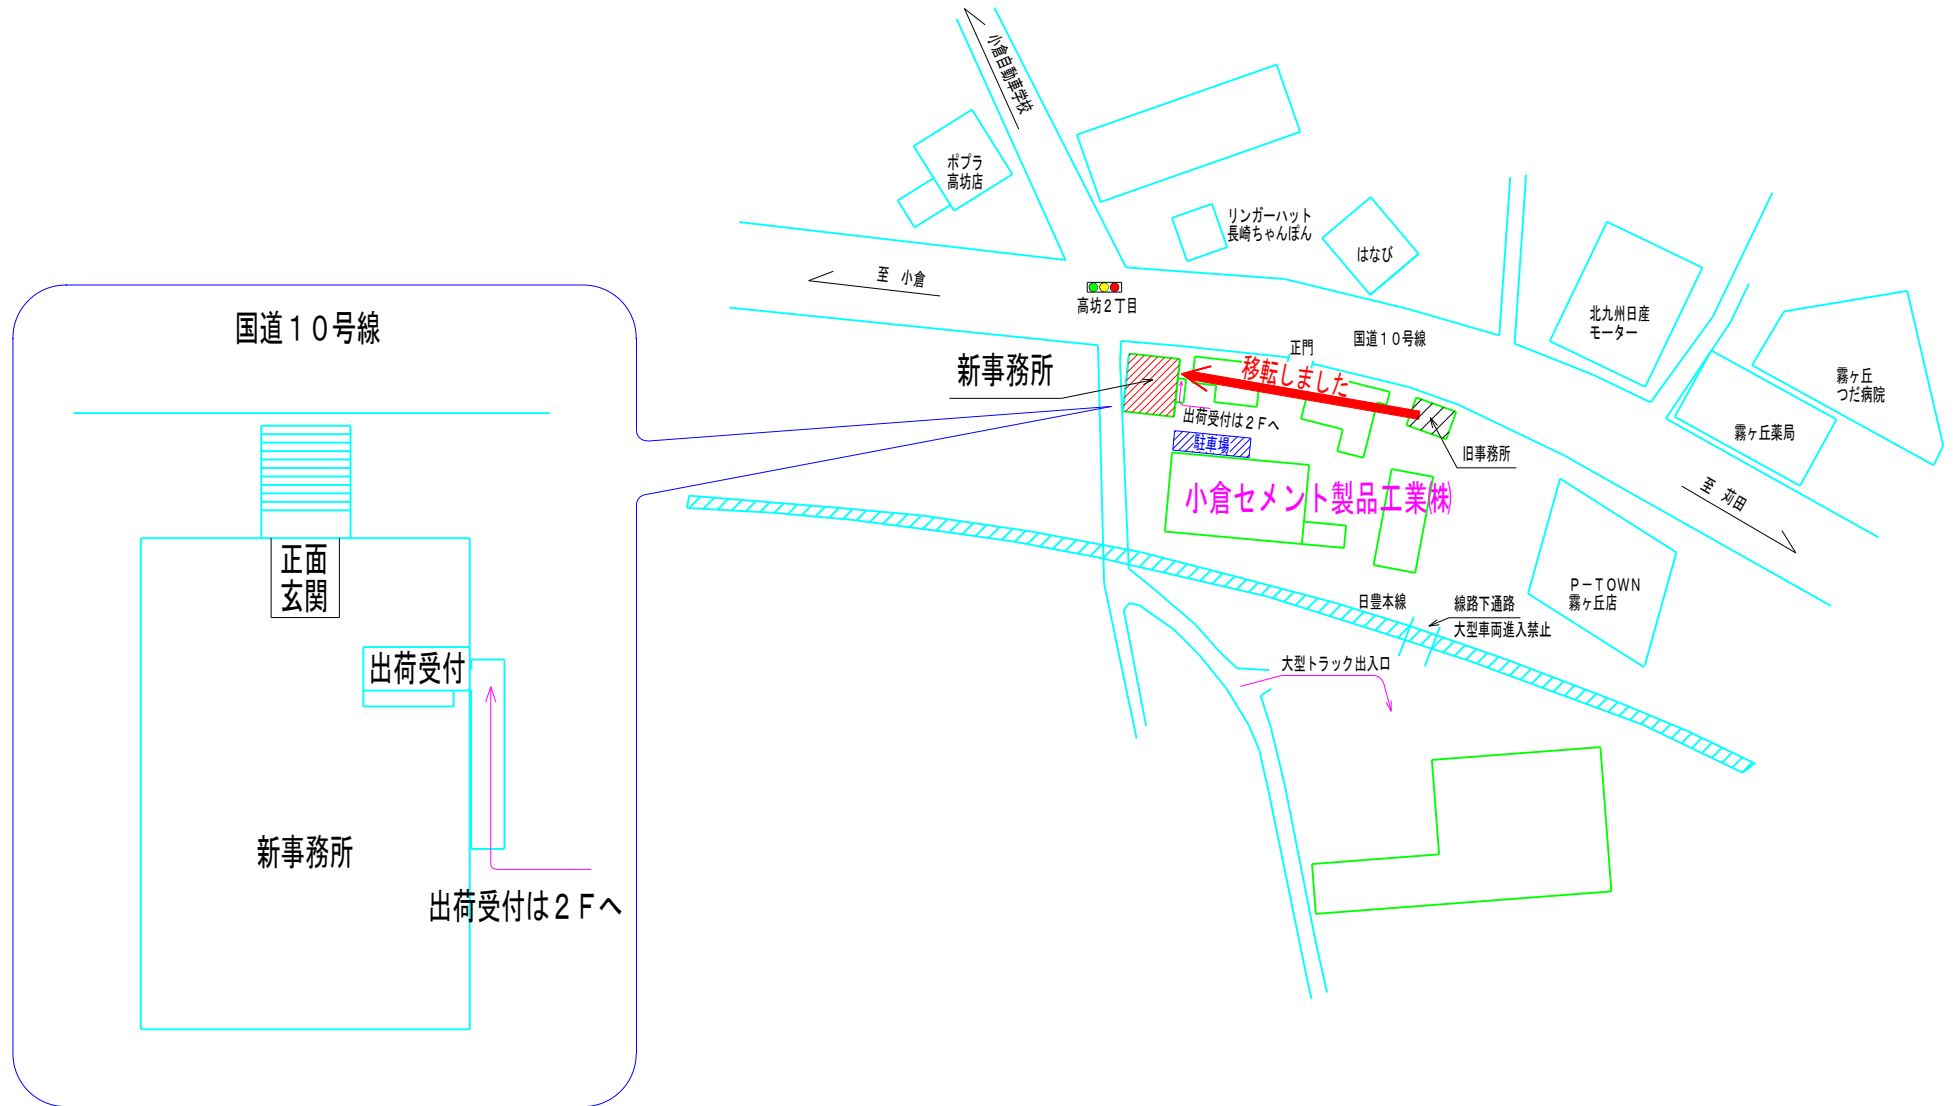 国道１０号線
正面
玄関
出荷受付
新事務所
出荷受付は２Ｆへ
小倉自動車学校
ポプラ
高坊店
リンガーハット
長崎ちゃんぽん
はなび
至 小倉
高坊２丁目
北九州日産
モーター
国道１０号線
正門
新事務所
移転しました
霧ヶ丘
つだ病院
出荷受付は２Ｆへ
霧ヶ丘薬局
駐車場
旧事務所
小倉セメント製品工業㈱
至 苅田
Ｐ－ＴＯＷＮ
霧ヶ丘店
日豊本線
線路下通路
大型車両進入禁止
大型トラック出入口